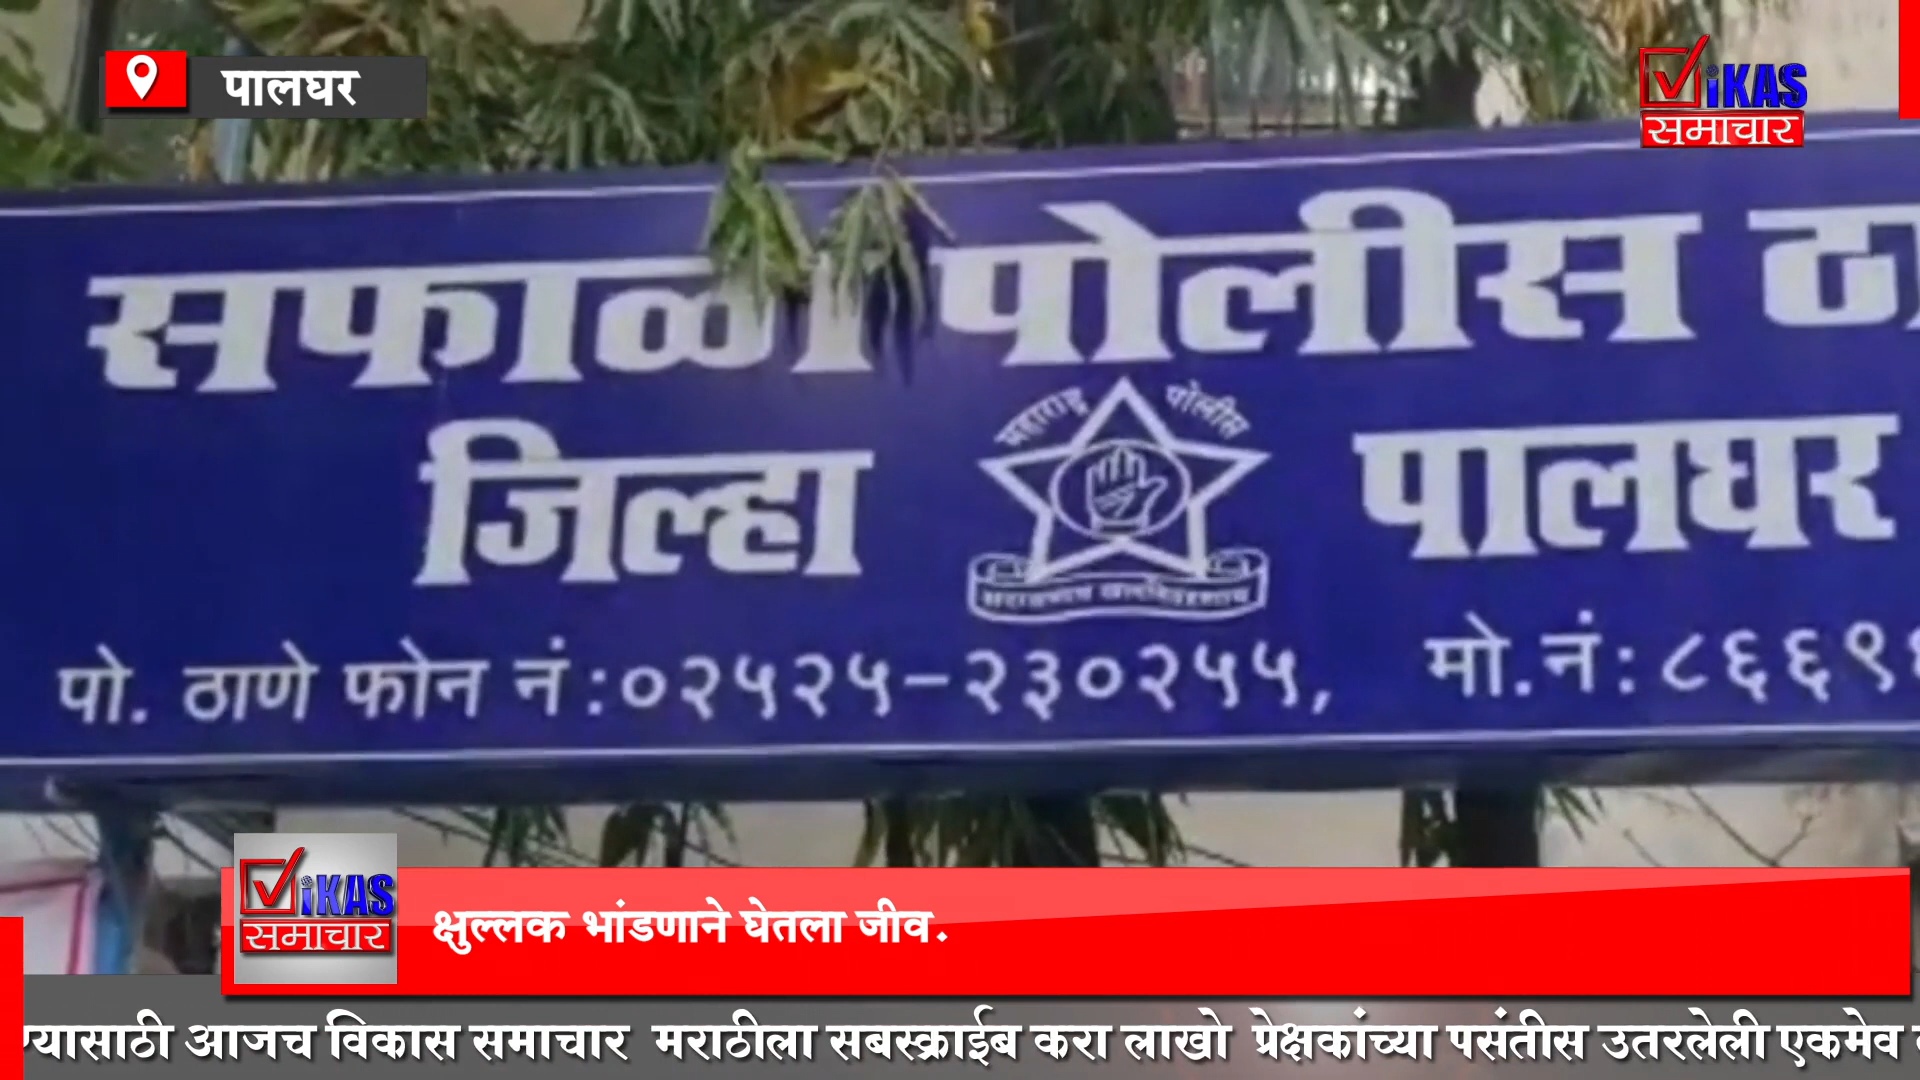 पालघर
ViKAS
समाचार
सफाळा पोलीस
जिल्हा
महाराष्ट्र पोलीस
पालघर
पो. ठाणे फोन नं:०२५२५-२३०२५५, मो.नं:८६६९
ViKAS
समाचार
क्षुल्लक भांडणाने घेतला जीव.
आजच विकास समाचार मराठीला सबस्क्राईब करा लाखो प्रेक्षकांच्या पसंतीस उतरलेली एकमेव